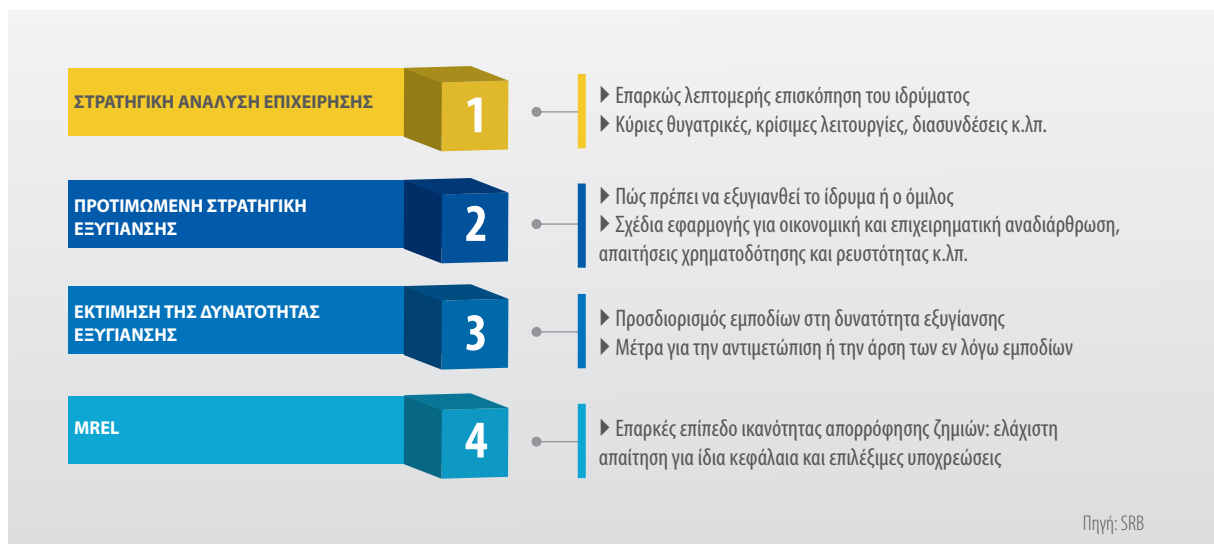 ΣΤΡΑΤΗΓΙΚΗ ΑΝΑΛΥΣΗ ΕΠΙΧΕΙΡΗΣΗΣ
1
▶ Επαρκώς λεπτομερής επισκόπηση του ιδρύματος
▶ Κύριες θυγατρικές, κρίσιμες λειτουργίες, διασυνδέσεις κ.λπ.
ΠΡΟΤΙΜΩΜΕΝΗ ΣΤΡΑΤΗΓΙΚΗ
ΕΞΥΓΙΑΝΣΗΣ
2
▶ Πώς πρέπει να εξυγιανθεί το ίδρυμα ή ο όμιλος
▶ Σχέδια εφαρμογής για οικονομική και επιχειρηματική αναδιάρθρωση,
απαιτήσεις χρηματοδότησης και ρευστότητας κ.λπ.
ΕΚΤΙΜΗΣΗ ΤΗΣ ΔΥΝΑΤΟΤΗΤΑΣ
ΕΞΥΓΙΑΝΣΗΣ
3
▶ Προσδιορισμός εμποδίων στη δυνατότητα εξυγίανσης
▶ Μέτρα για την αντιμετώπιση ή την άρση των εν λόγω εμποδίων
MREL
4
▶ Επαρκές επίπεδο ικανότητας απορρόφησης ζημιών: ελάχιστη
απαίτηση για ίδια κεφάλαια και επιλέξιμες υποχρεώσεις
Πηγή: SRB